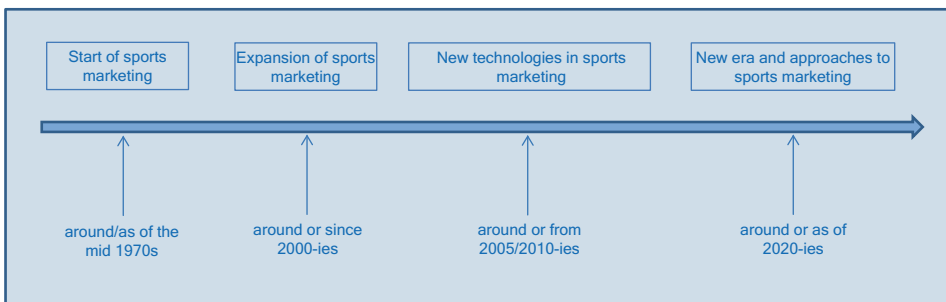 Start of sports
marketing
Expansion of sports
marketing
New technologies in sports
marketing
New era and approaches to
sports marketing
around/as of the
mid 1970s
around or since
2000-ies
around or from
2005/2010-ies
around or as of
2020-ies